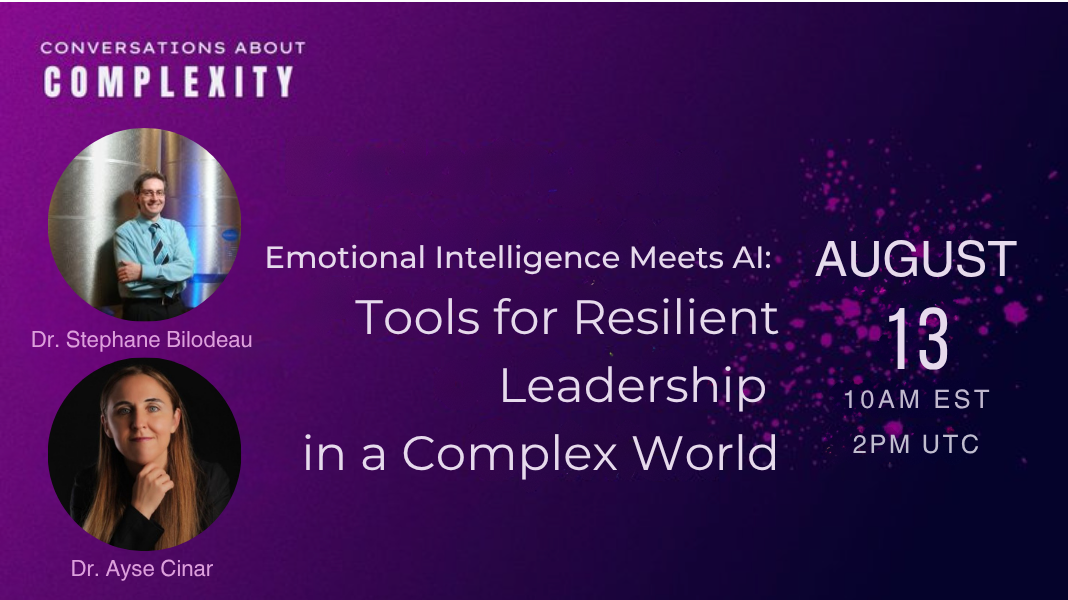 CONVERSATIONS ABOUT
COMPLEXITY
Dr. Stephane Bilodeau
Dr. Ayse Cinar
Emotional Intelligence Meets AI:
Tools for Resilient
Leadership
in a Complex World
AUGUST
13
10AM EST
2PM UTC